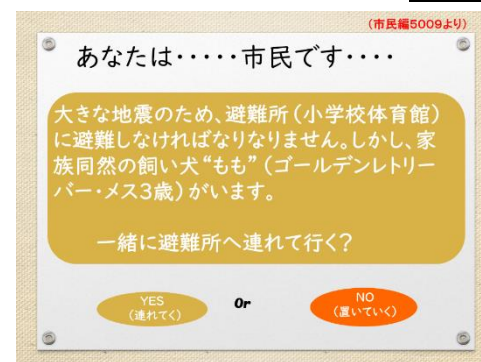 (市民編5009より)
あなたは・・・・・市民です・・・・
大きな地震のため、避難所(小学校体育館)
に避難しなければなりなりません。しかし、家
族同然の飼い犬“もも”(ゴールデンレトリー
バー・メス3歳)がいます。
一緒に避難所へ連れて行く?
YES
(連れてく)
or
NO
(置いていく)